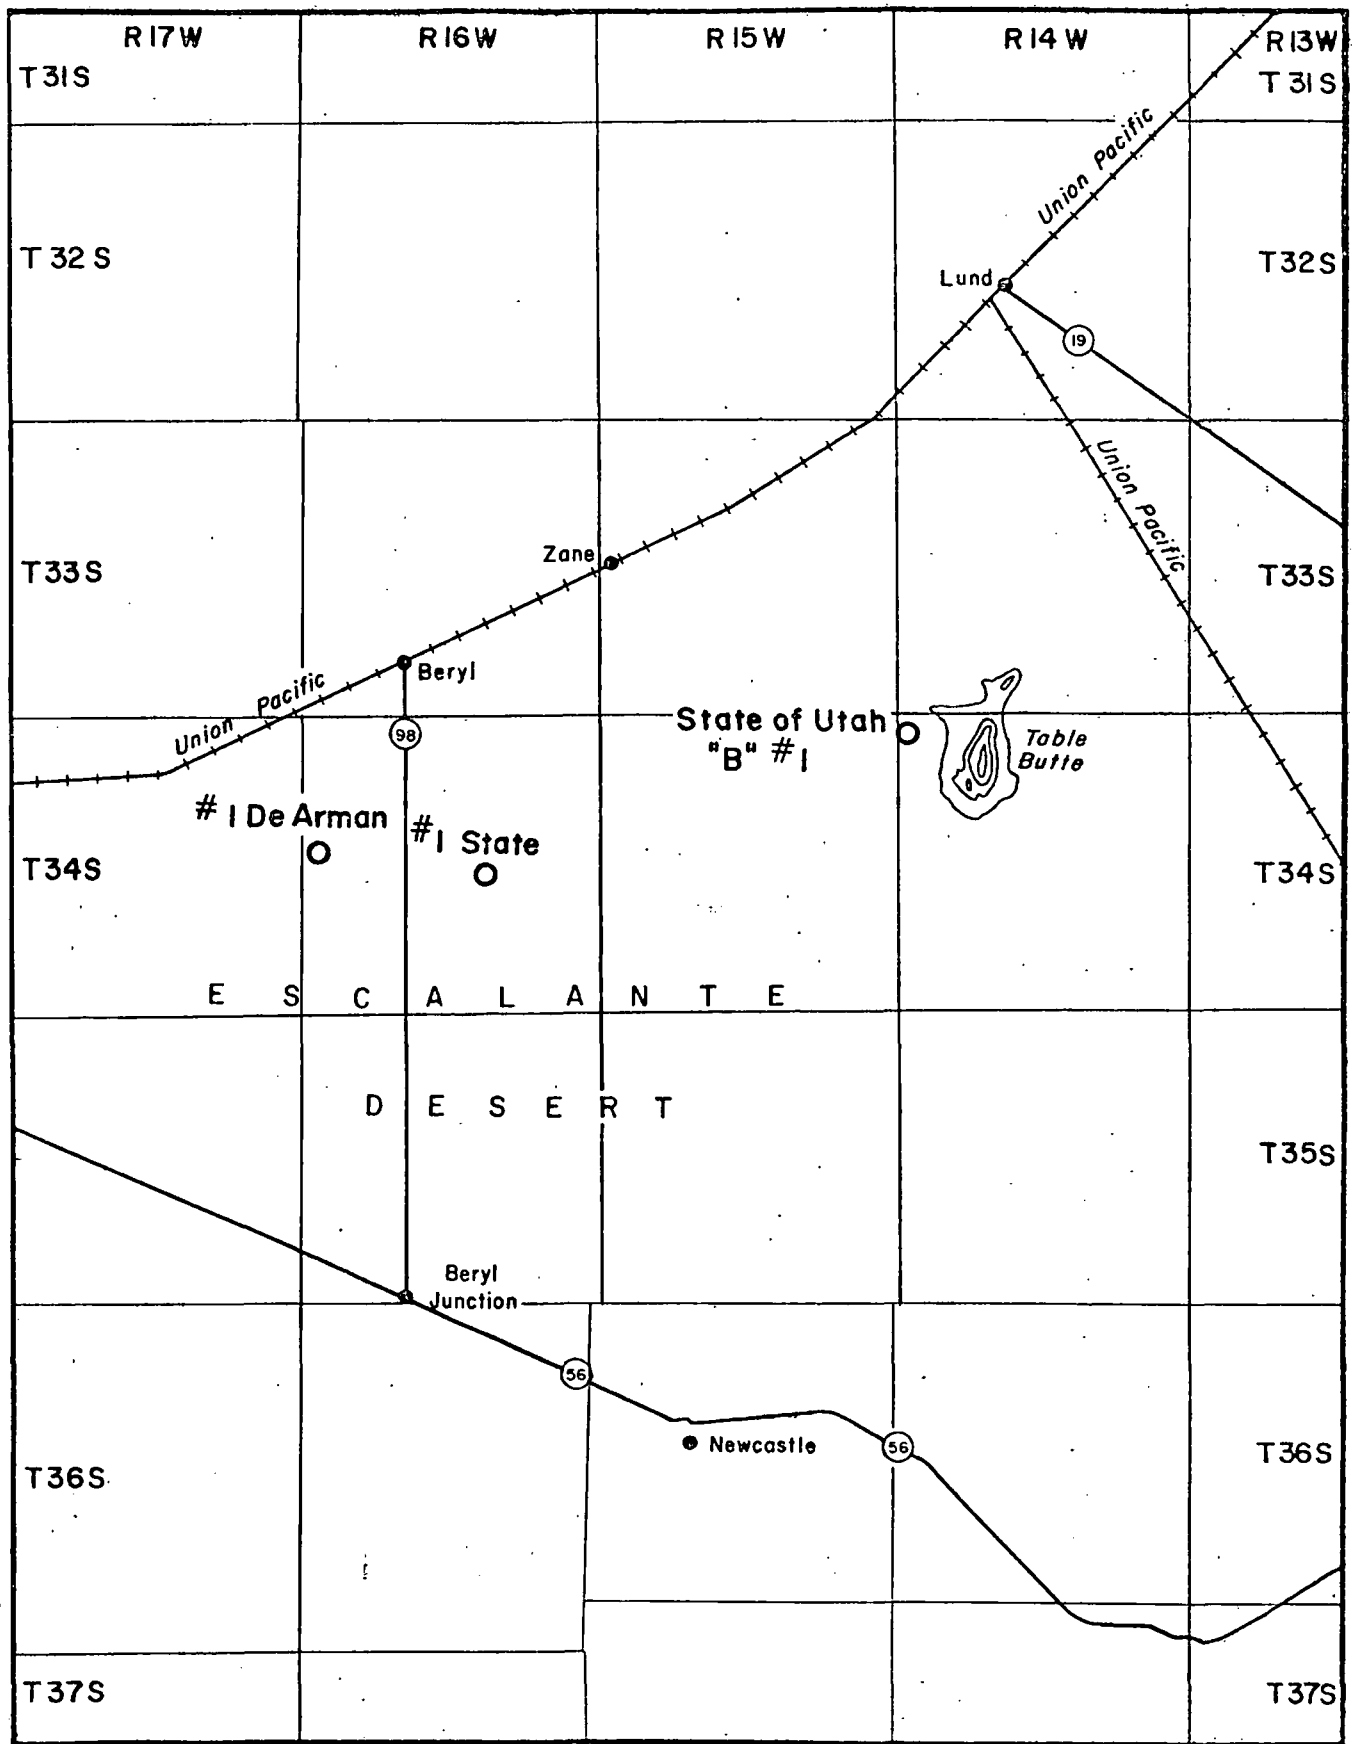 R17W R16W R15W R14W R13W
T31S T31S
Union Pacific
T32S T32S
Lund
19
Union Pacific
Zane
T33S T33S
Beryl
Union Pacific
State of Utah
"B" #1
98
Table
Butte
#1 De Arman
#1 State
T34S T34S
ESCALANTE
DESERT
T35S
Beryl
Junction
56
Newcastle
56
T36S T36S
T37S T37S